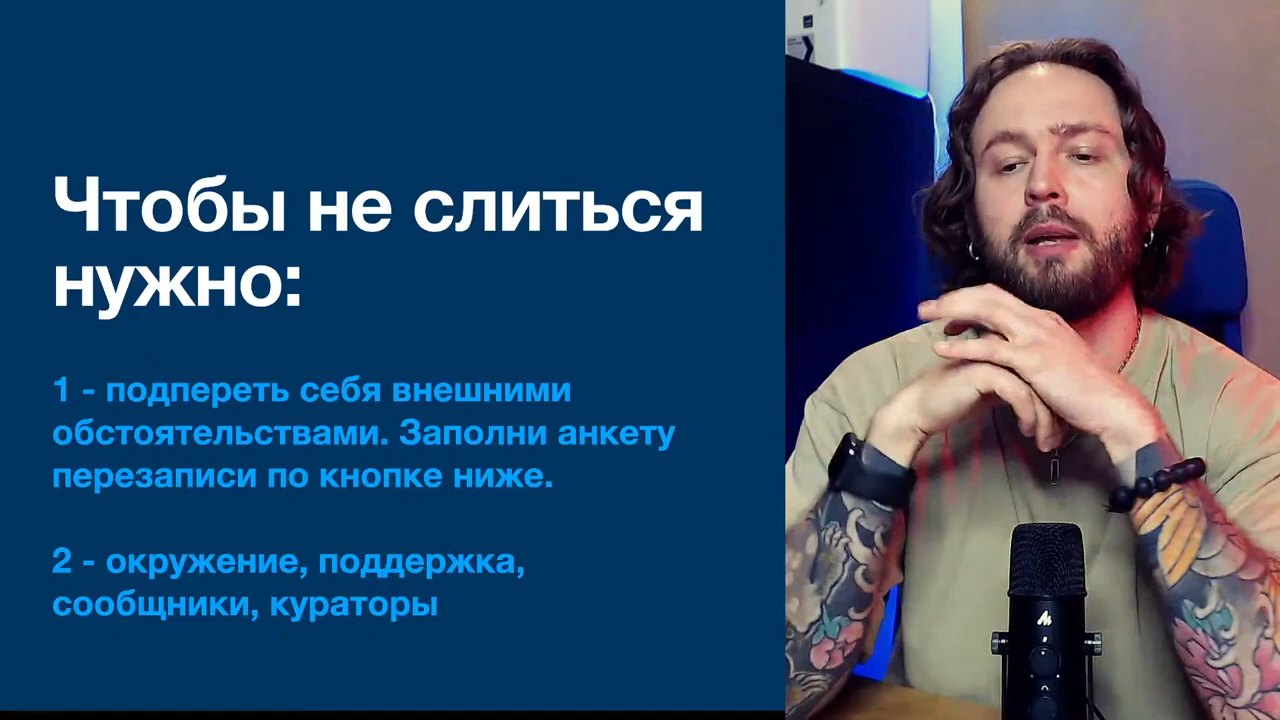 Чтобы не слиться
нужно:
1 - подпереть себя внешними
обстоятельствами. Заполни анкету
перезаписи по кнопке ниже.
2 - окружение, поддержка,
сообщники, кураторы